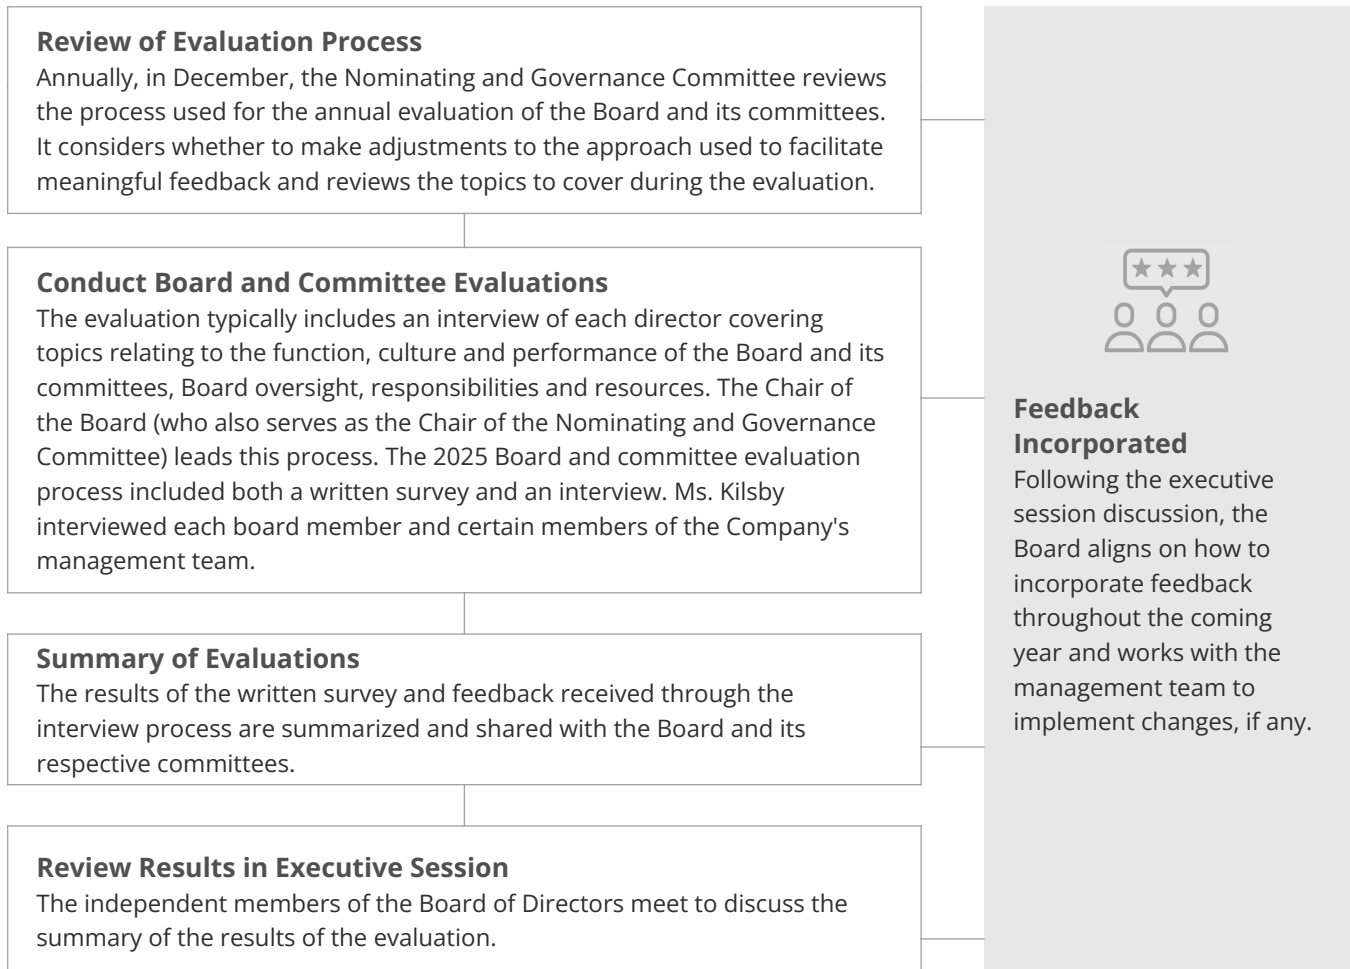 Review of Evaluation Process
Annually, in December, the Nominating and Governance Committee reviews
the process used for the annual evaluation of the Board and its committees.
It considers whether to make adjustments to the approach used to facilitate
meaningful feedback and reviews the topics to cover during the evaluation.
Conduct Board and Committee Evaluations
The evaluation typically includes an interview of each director covering
topics relating to the function, culture and performance of the Board and its
committees, Board oversight, responsibilities and resources. The Chair of
the Board (who also serves as the Chair of the Nominating and Governance
Committee) leads this process. The 2025 Board and committee evaluation
process included both a written survey and an interview. Ms. Kilsby
interviewed each board member and certain members of the Company's
management team.
Summary of Evaluations
The results of the written survey and feedback received through the
interview process are summarized and shared with the Board and its
respective committees.
Review Results in Executive Session
The independent members of the Board of Directors meet to discuss the
summary of the results of the evaluation.
Feedback
Incorporated
Following the executive
session discussion, the
Board aligns on how to
incorporate feedback
throughout the coming
year and works with the
management team to
implement changes, if any.